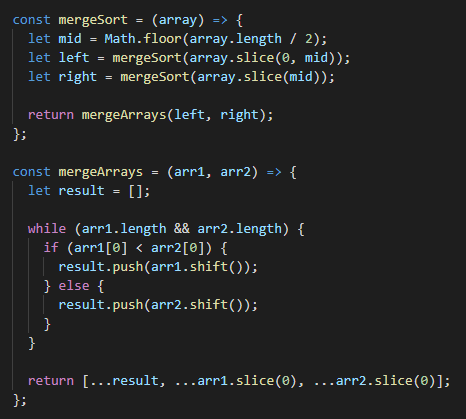 const mergeSort = (array) => {
  let mid = Math.floor(array.length / 2);
  let left = mergeSort(array.slice(0, mid));
  let right = mergeSort(array.slice(mid));

  return mergeArrays(left, right);
};

const mergeArrays = (arr1, arr2) => {
  let result = [];

  while (arr1.length && arr2.length) {
    if (arr1[0] < arr2[0]) {
      result.push(arr1.shift());
    } else {
      result.push(arr2.shift());
    }
  }

  return [...result, ...arr1.slice(0), ...arr2.slice(0)];
};